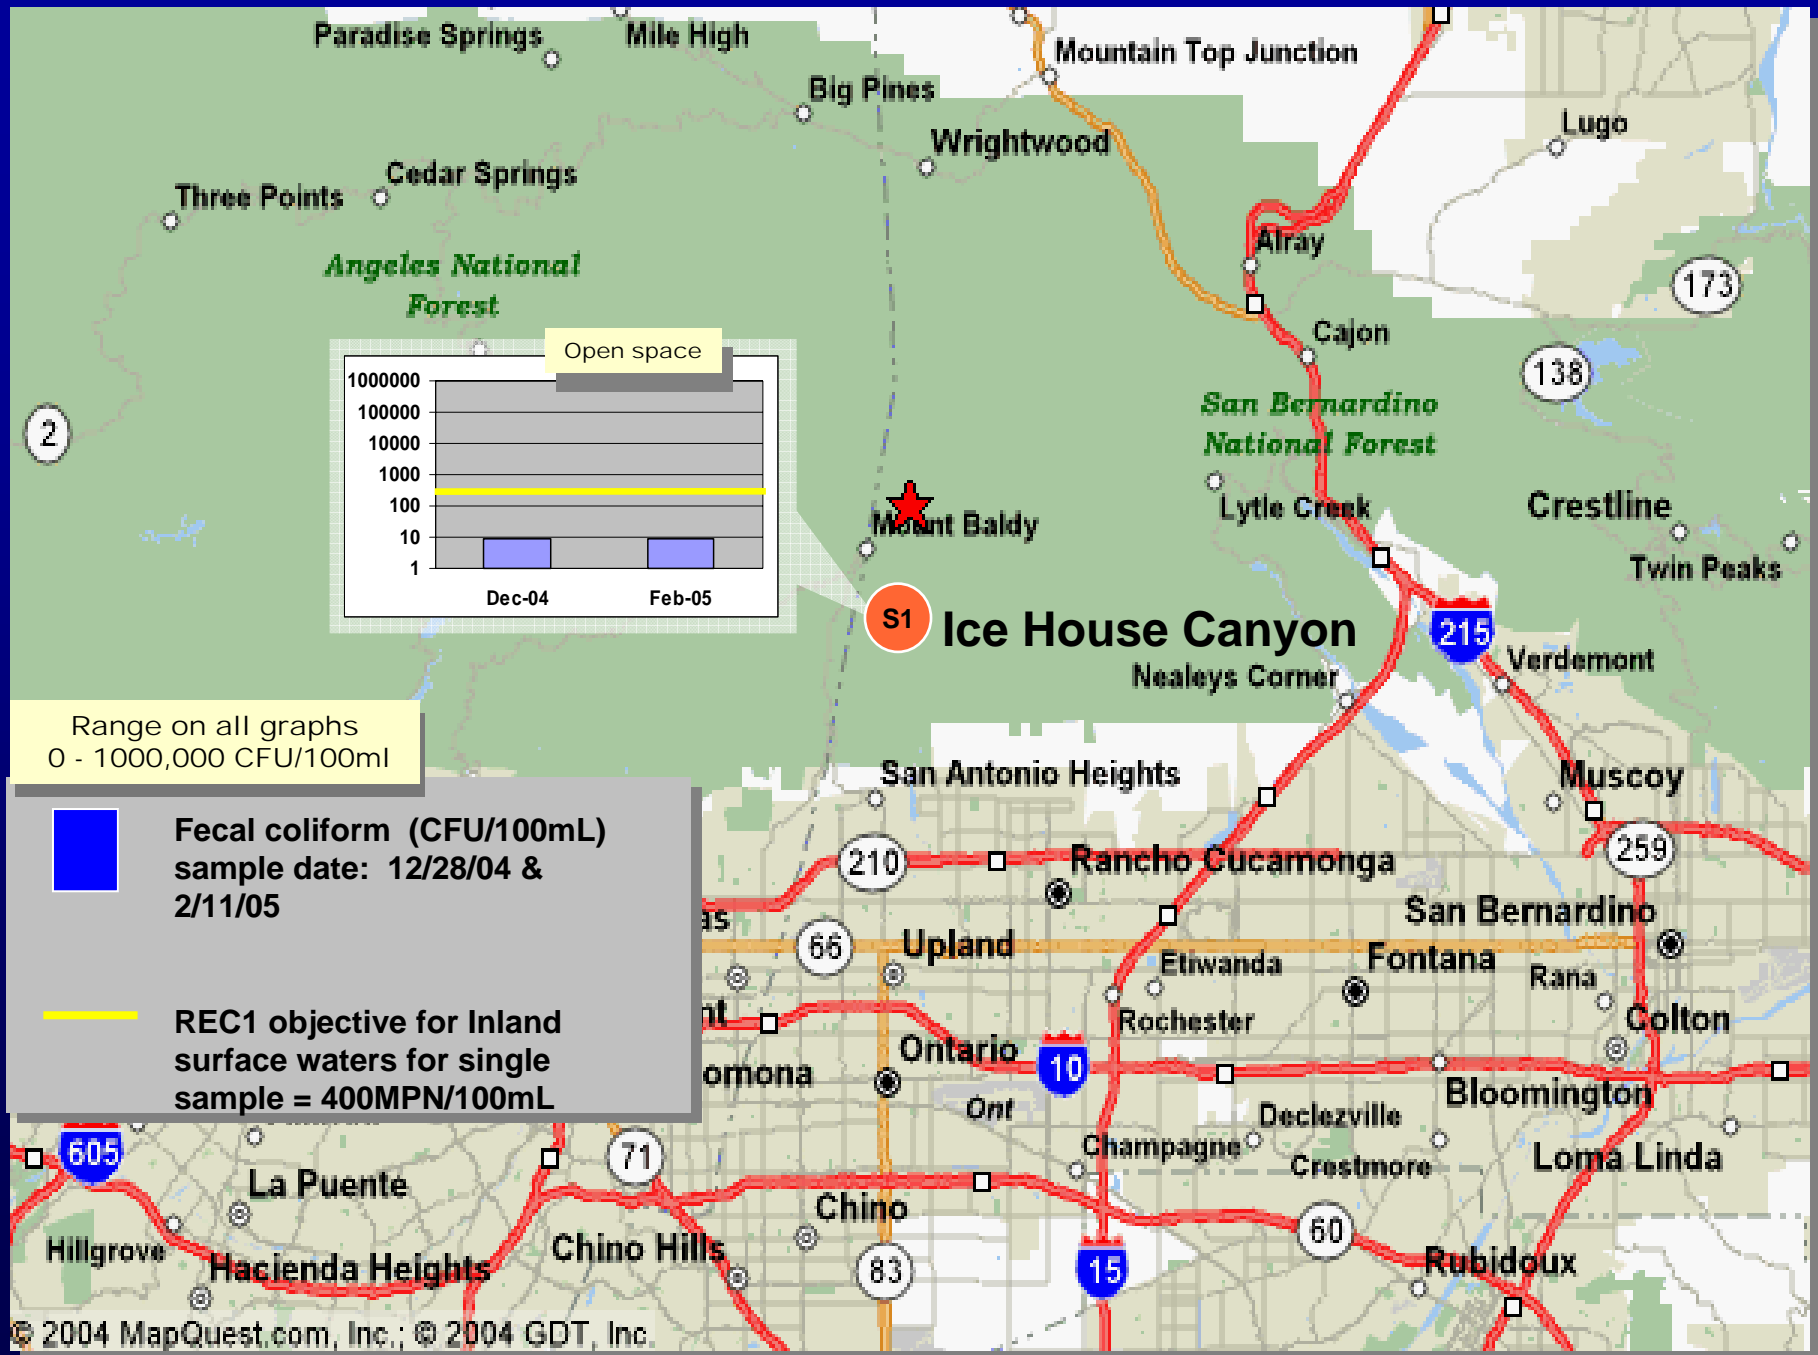 Paradise Springs
Mile High
Mountain Top Junction
Big Pines
Wrightwood
Lugo
Cedar Springs
Three Points
Alray
Angeles National
Forest
173
Cajon
138
2
San Bernardino
National Forest
Open space
1000000
100000
10000
1000
100
10
1
Dec-04
Feb-05
Lytle Creek
Crestline
Mount Baldy
Twin Peaks
S1
Ice House Canyon
215
Verdemont
Nealeys Corner
Range on all graphs
0 - 1000,000 CFU/100ml
San Antonio Heights
Muscoy
Fecal coliform (CFU/100mL)
sample date: 12/28/04 &
2/11/05
210
Rancho Cucamonga
259
as
San Bernardino
66
Upland
Etiwanda
Fontana
Rana
nt
Rochester
Colton
REC1 objective for Inland
surface waters for single
sample = 400MPN/100mL
Ontario
10
omona
Bloomington
Ont
Declezville
Champagne
Crestmore
Loma Linda
605
71
La Puente
Chino
60
Hillgrove
Hacienda Heights
Chino Hills
83
15
Rubidoux
© 2004 MapQuest.com, Inc.; © 2004 GDT, Inc.